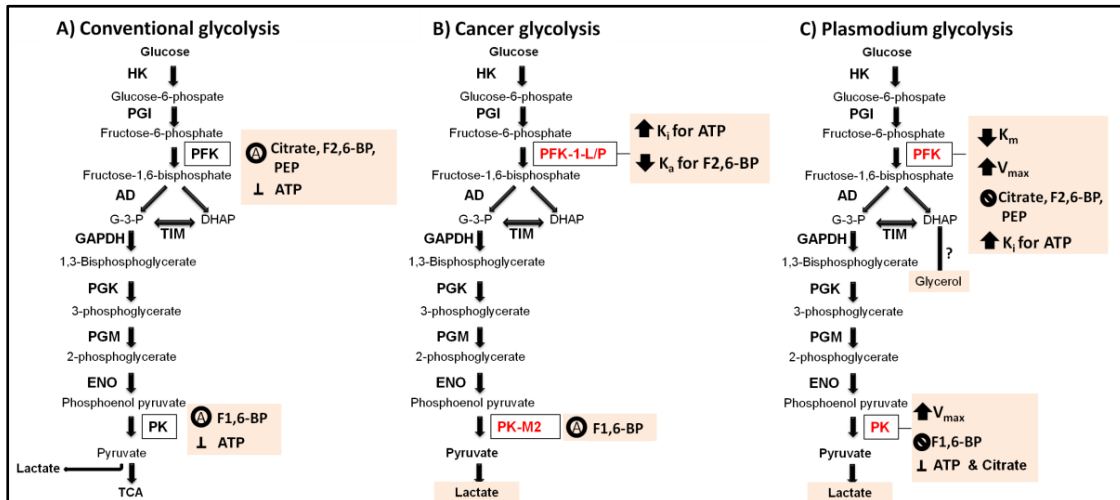 A) Conventional glycolysis
Glucose
HK
Glucose-6-phospate
PGI
Fructose-6-phosphate
PFK
Ⓐ Citrate, F2,6-BP,
PEP
⊥ ATP
Fructose-1,6-bisphosphate
AD
G-3-P
DHAP
TIM
GAPDH
1,3-Bisphosphoglycerate
PGK
3-phosphoglycerate
PGM
2-phosphoglycerate
ENO
Phosphoenol pyruvate
PK
Ⓐ F1,6-BP
⊥ ATP
Pyruvate
Lactate
TCA
B) Cancer glycolysis
Glucose
HK
Glucose-6-phospate
PGI
Fructose-6-phosphate
PFK-1-L/P
Ki for ATP
Ka for F2,6-BP
Fructose-1,6-bisphosphate
AD
G-3-P
DHAP
TIM
GAPDH
1,3-Bisphosphoglycerate
PGK
3-phosphoglycerate
PGM
2-phosphoglycerate
ENO
Phosphoenol pyruvate
PK-M2
Ⓐ F1,6-BP
Pyruvate
Lactate
C) Plasmodium glycolysis
Glucose
HK
Glucose-6-phospate
PGI
Fructose-6-phosphate
PFK
Km
Vmax
Citrate, F2,6-BP,
PEP
Ki for ATP
Fructose-1,6-bisphosphate
AD
G-3-P
DHAP
TIM
?
Glycerol
GAPDH
1,3-Bisphosphoglycerate
PGK
3-phosphoglycerate
PGM
2-phosphoglycerate
ENO
Phosphoenol pyruvate
PK
Vmax
F1,6-BP
⊥ ATP & Citrate
Pyruvate
Lactate